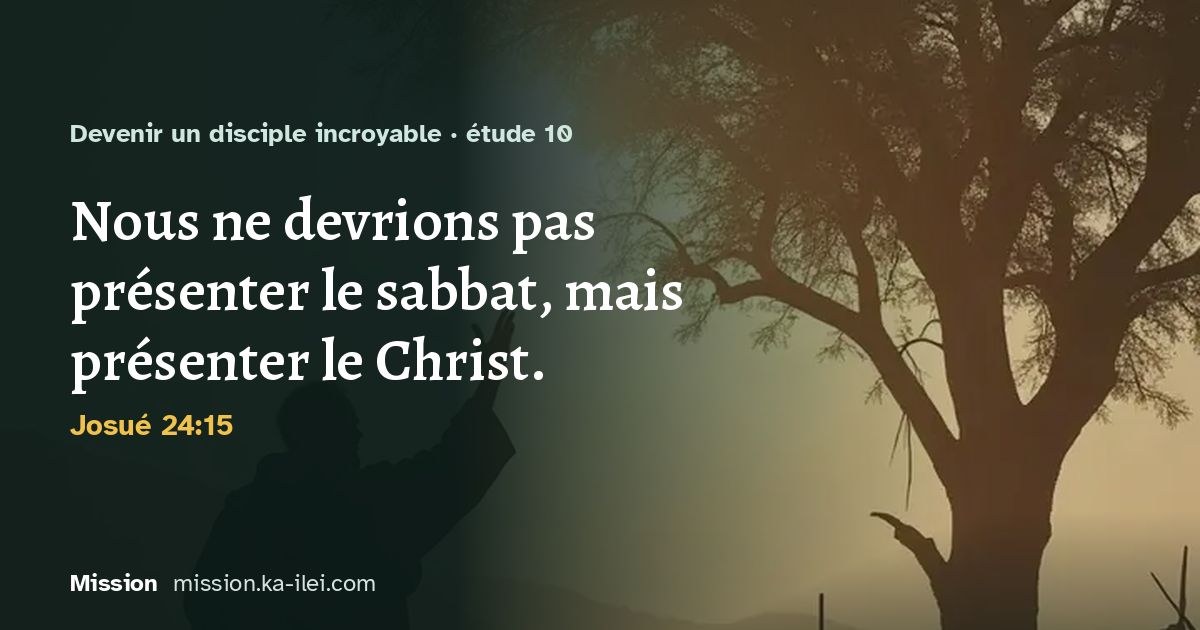 Devenir un disciple incroyable · étude 10
Nous ne devrions pas
présenter le sabbat, mais
présenter le Christ.
Josué 24:15
Mission mission.ka-ilei.com